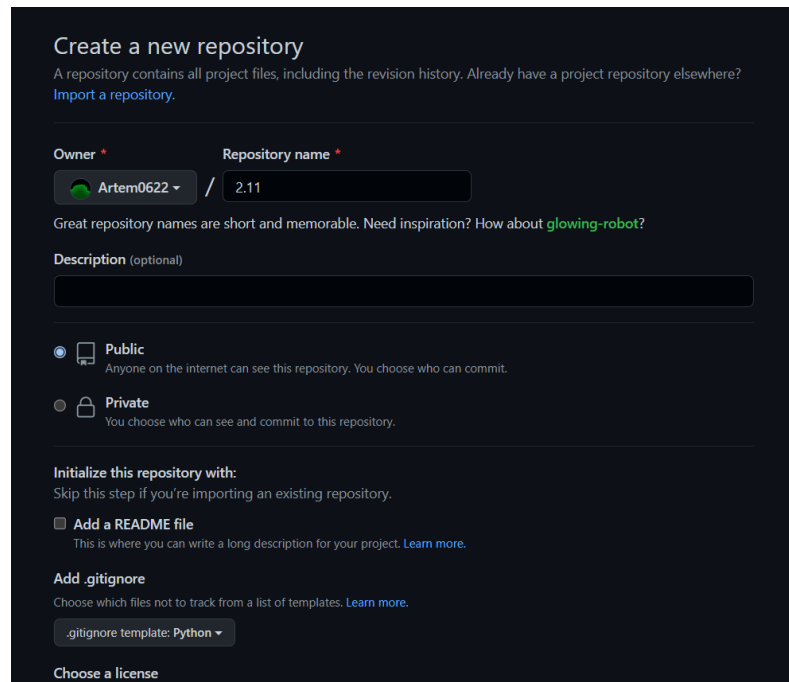 Create a new repository
A repository contains all project files, including the revision history. Already have a project repository elsewhere?
Import a repository.
Owner * Repository name *
Artem0622 / 2.11
Great repository names are short and memorable. Need inspiration? How about glowing-robot?
Description (optional)
Public
Anyone on the internet can see this repository. You choose who can commit.
Private
You choose who can see and commit to this repository.
Initialize this repository with:
Skip this step if you're importing an existing repository.
Add a README file
This is where you can write a long description for your project. Learn more.
Add .gitignore
Choose which files not to track from a list of templates. Learn more.
.gitignore template: Python
Choose a license